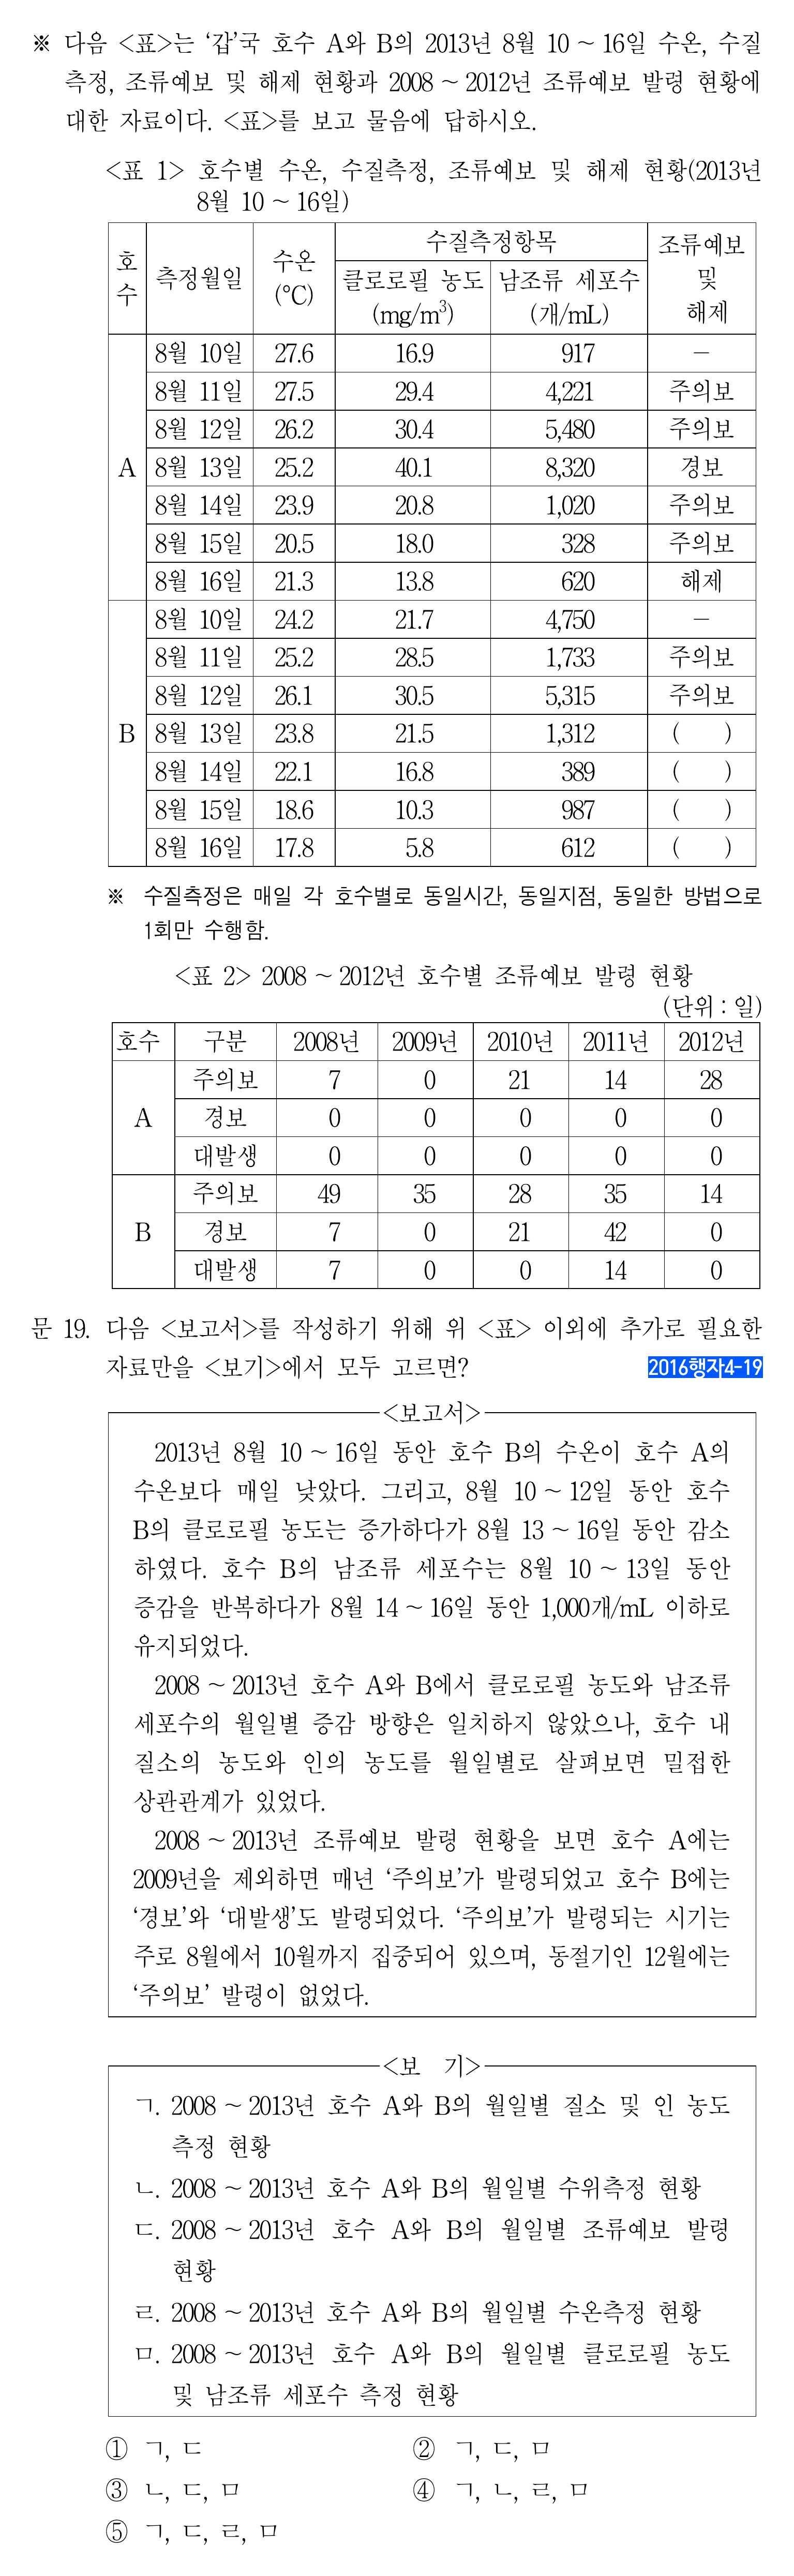 ※ 다음 <표>는 ‘갑’국 호수 A와 B의 2013년 8월 10 ~ 16일 수온, 수질
측정, 조류예보 및 해제 현황과 2008 ~ 2012년 조류예보 발령 현황에
대한 자료이다. <표>를 보고 물음에 답하시오.
<표 1> 호수별 수온, 수질측정, 조류예보 및 해제 현황(2013년
8월 10 ~ 16일)
호수 측정월일 수온(℃) 수질측정항목 조류예보 및 해제
클로로필 농도(mg/m³) 남조류 세포수(개/mL)
A 8월 10일 27.6 16.9 917 －
8월 11일 27.5 29.4 4,221 주의보
8월 12일 26.2 30.4 5,480 주의보
8월 13일 25.2 40.1 8,320 경보
8월 14일 23.9 20.8 1,020 주의보
8월 15일 20.5 18.0 328 주의보
8월 16일 21.3 13.8 620 해제
B 8월 10일 24.2 21.7 4,750 －
8월 11일 25.2 28.5 1,733 주의보
8월 12일 26.1 30.5 5,315 주의보
8월 13일 23.8 21.5 1,312 ( )
8월 14일 22.1 16.8 389 ( )
8월 15일 18.6 10.3 987 ( )
8월 16일 17.8 5.8 612 ( )
※ 수질측정은 매일 각 호수별로 동일시간, 동일지점, 동일한 방법으로
1회만 수행함.
<표 2> 2008 ~ 2012년 호수별 조류예보 발령 현황
(단위 : 일)
호수 구분 2008년 2009년 2010년 2011년 2012년
A 주의보 7 0 21 14 28
경보 0 0 0 0 0
대발생 0 0 0 0 0
B 주의보 49 35 28 35 14
경보 7 0 21 42 0
대발생 7 0 0 14 0
문 19. 다음 <보고서>를 작성하기 위해 위 <표> 이외에 추가로 필요한
자료만을 <보기>에서 모두 고르면? 2016행자4-19
<보고서>
2013년 8월 10 ~ 16일 동안 호수 B의 수온이 호수 A의
수온보다 매일 낮았다. 그리고, 8월 10 ~ 12일 동안 호수
B의 클로로필 농도는 증가하다가 8월 13 ~ 16일 동안 감소
하였다. 호수 B의 남조류 세포수는 8월 10 ~ 13일 동안
증감을 반복하다가 8월 14 ~ 16일 동안 1,000개/mL 이하로
유지되었다.
2008 ~ 2013년 호수 A와 B에서 클로로필 농도와 남조류
세포수의 월일별 증감 방향은 일치하지 않았으나, 호수 내
질소의 농도와 인의 농도를 월일별로 살펴보면 밀접한
상관관계가 있었다.
2008 ~ 2013년 조류예보 발령 현황을 보면 호수 A에는
2009년을 제외하면 매년 ‘주의보’가 발령되었고 호수 B에는
‘경보’와 ‘대발생’도 발령되었다. ‘주의보’가 발령되는 시기는
주로 8월에서 10월까지 집중되어 있으며, 동절기인 12월에는
‘주의보’ 발령이 없었다.
<보 기>
ㄱ. 2008 ~ 2013년 호수 A와 B의 월일별 질소 및 인 농도
측정 현황
ㄴ. 2008 ~ 2013년 호수 A와 B의 월일별 수위측정 현황
ㄷ. 2008 ~ 2013년 호수 A와 B의 월일별 조류예보 발령
현황
ㄹ. 2008 ~ 2013년 호수 A와 B의 월일별 수온측정 현황
ㅁ. 2008 ~ 2013년 호수 A와 B의 월일별 클로로필 농도
및 남조류 세포수 측정 현황
① ㄱ, ㄷ ② ㄱ, ㄷ, ㅁ
③ ㄴ, ㄷ, ㅁ ④ ㄱ, ㄴ, ㄹ, ㅁ
⑤ ㄱ, ㄷ, ㄹ, ㅁ